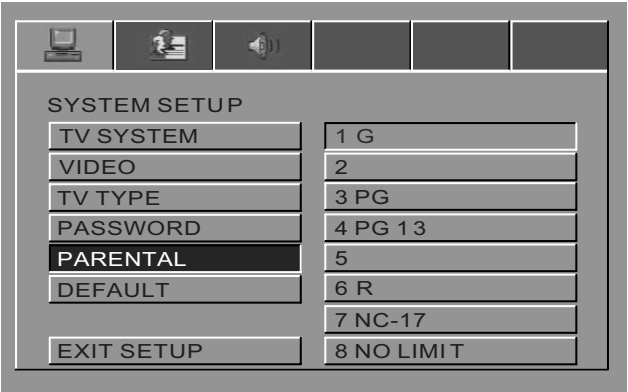 SYSTEM SETUP
TV SYSTEM
VIDEO
TV TYPE
PASSWORD
PARENTAL
DEFAULT
EXIT SETUP
1 G
2
3 PG
4 PG 13
5
6 R
7 NC-17
8 NO LIMIT